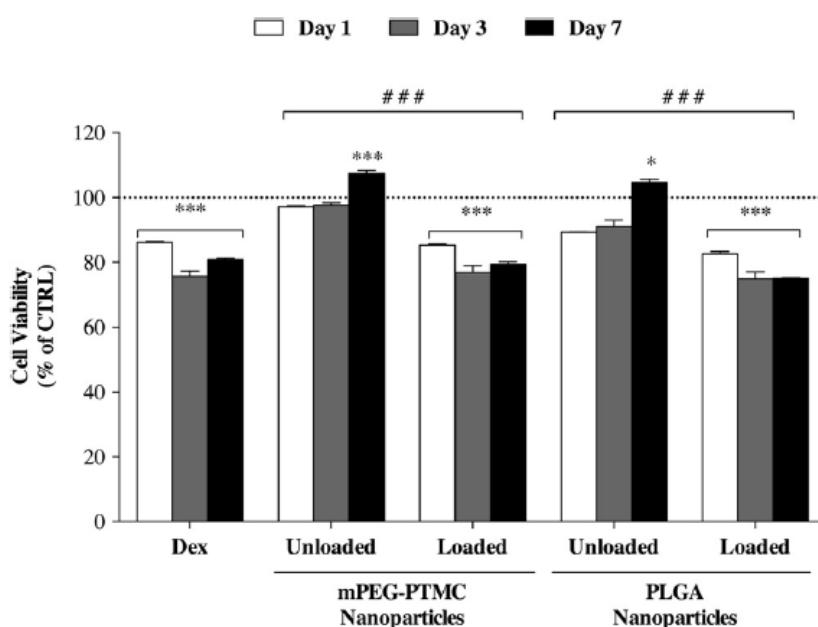 Day 1 Day 3 Day 7
### ###
120
100
80
60
40
20
0
Cell Viability
(% of CTRL)
*** *** *** * ***
Dex Unloaded Loaded Unloaded Loaded
mPEG-PTMC PLGA
Nanoparticles Nanoparticles